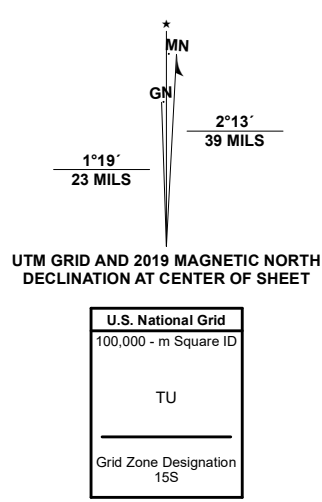 ★
MN
GN
2°13´
39 MILS
1°19´
23 MILS
UTM GRID AND 2019 MAGNETIC NORTH
DECLINATION AT CENTER OF SHEET
U.S. National Grid
100,000 - m Square ID
TU
Grid Zone Designation
15S